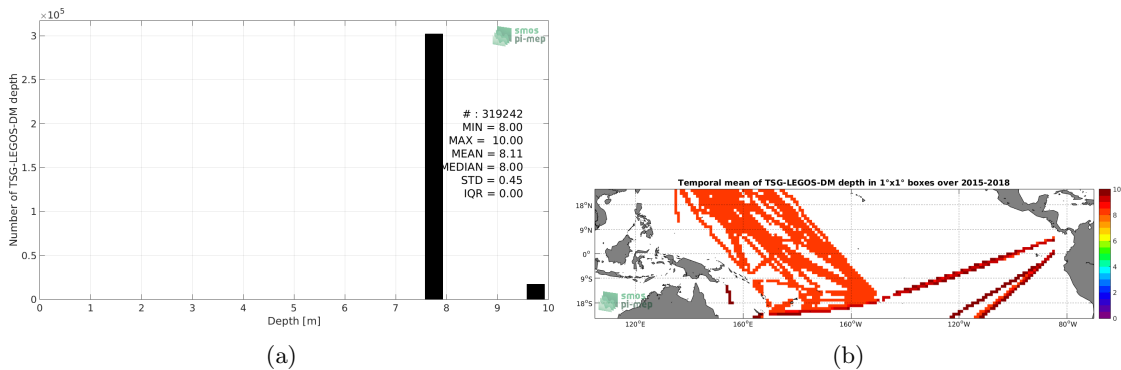 ×10⁵
3
2.5
2
1.5
1
0.5
0
Number of TSG-LEGOS-DM depth
smos
pi-mep
# : 319242
MIN = 8.00
MAX = 10.00
MEAN = 8.11
MEDIAN = 8.00
STD = 0.45
IQR = 0.00
0 1 2 3 4 5 6 7 8 9 10
Depth [m]
(a)
Temporal mean of TSG-LEGOS-DM depth in 1°x1° boxes over 2015-2018
18°N
9°N
0°
9°S
18°S
smos
pi-mep
120°E 160°E 160°W 120°W 80°W
10
8
6
4
2
0
(b)